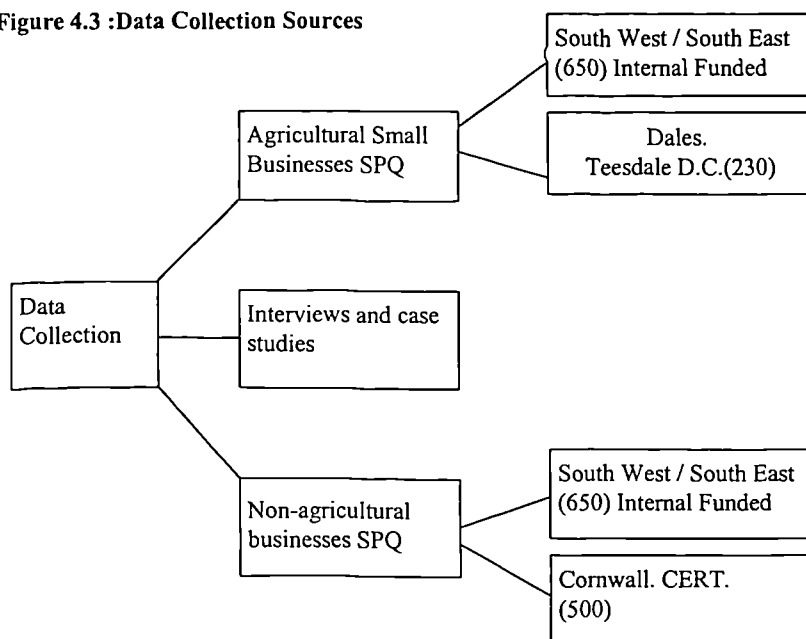 Figure 4.3 :Data Collection Sources
South West / South East
(650) Internal Funded
Agricultural Small
Businesses SPQ
Dales.
Teesdale D.C.(230)
Data
Collection
Interviews and case
studies
South West / South East
(650) Internal Funded
Non-agricultural
businesses SPQ
Cornwall. CERT.
(500)